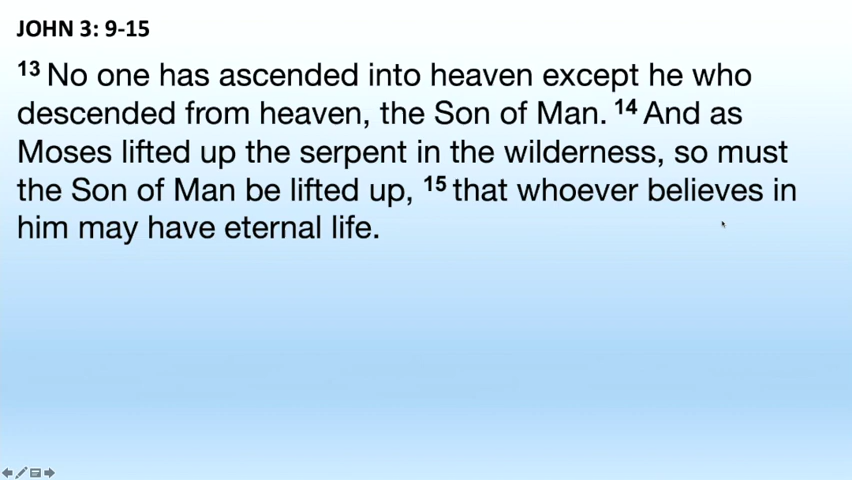 JOHN 3: 9-15
13 No one has ascended into heaven except he who
descended from heaven, the Son of Man. 14 And as
Moses lifted up the serpent in the wilderness, so must
the Son of Man be lifted up, 15 that whoever believes in
him may have eternal life.